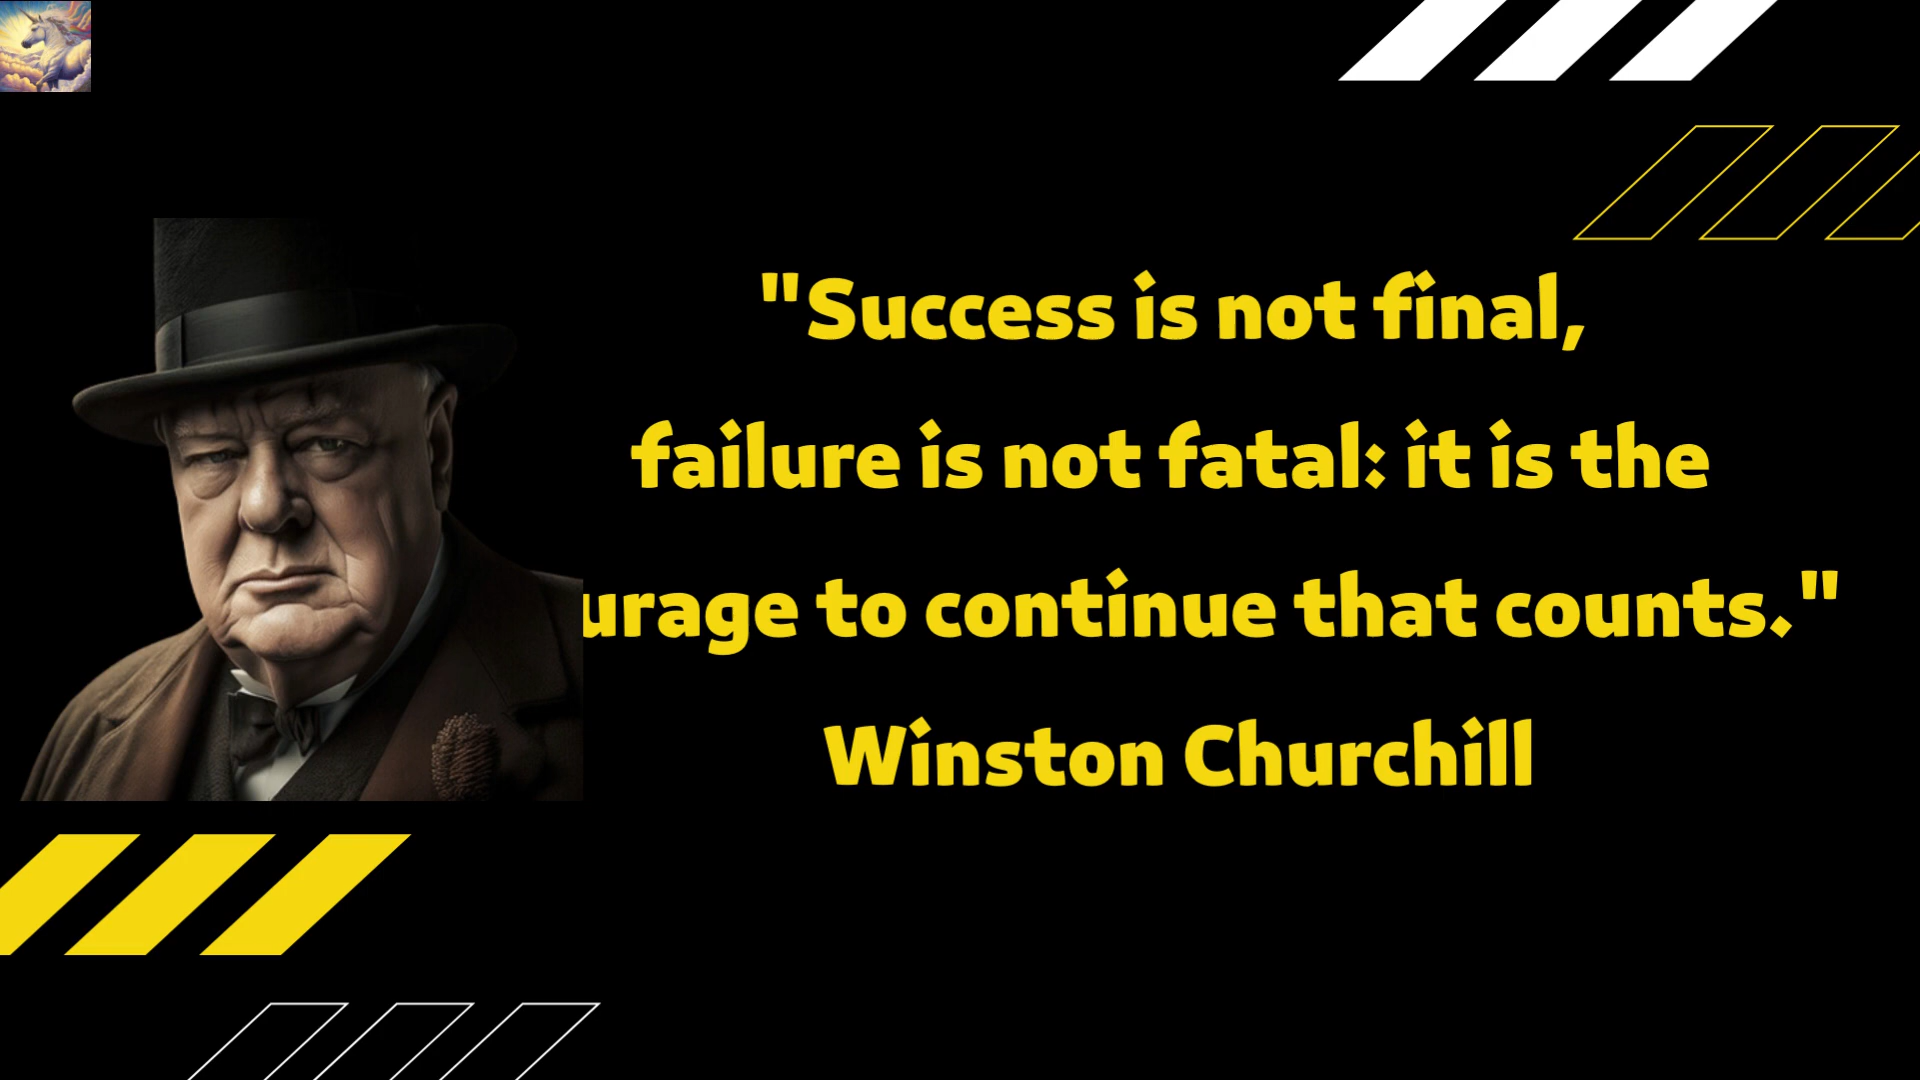 "Success is not final,
failure is not fatal: it is the
urage to continue that counts."
Winston Churchill